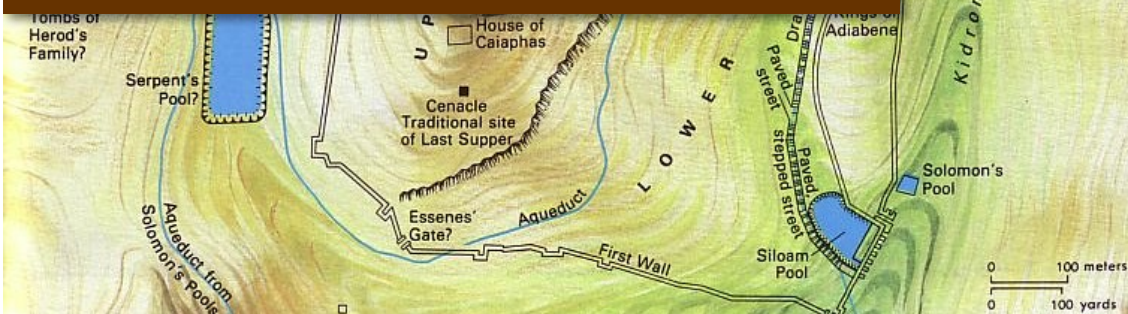 Tombs of
Herod's
Family?
Serpent's
Pool?
U P
House of
Caiaphas
Cenacle
Traditional site
of Last Supper
Essenes'
Gate?
Aqueduct
Aqueduct from
Solomon's Pools
First Wall
L O W E R
Dra
Paved
street
Paved,
stepped street
Kings of
Adiabene
Kidron
Solomon's
Pool
Siloam
Pool
0 100 meters
0 100 yards